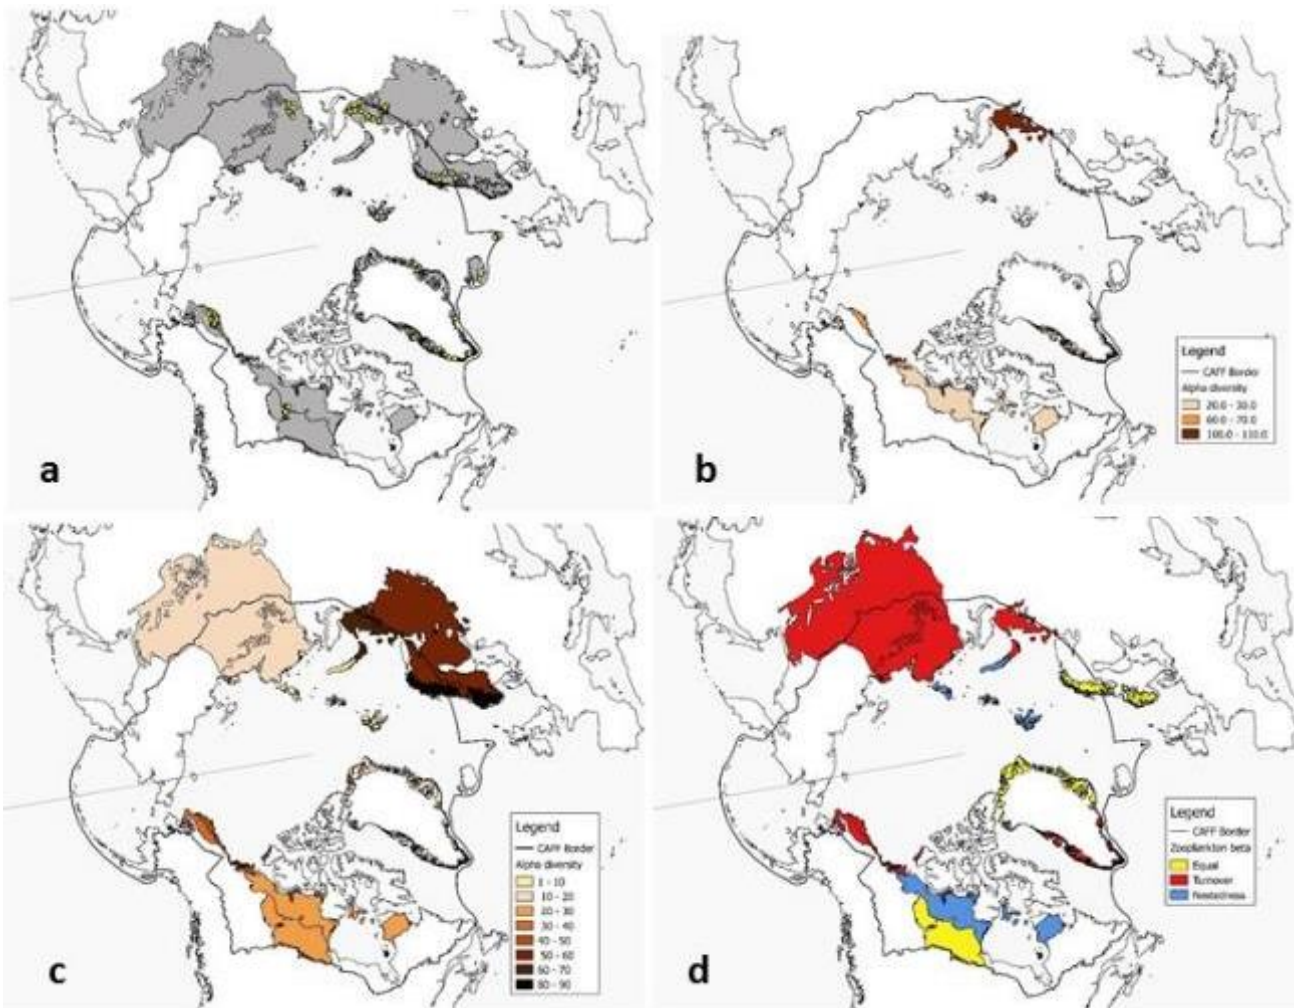 a
b
Legend
CAFF Border
Alpha diversity
20.0 - 30.0
60.0 - 70.0
100.0 - 110.0
c
Legend
CAFF Border
Alpha diversity
1 - 10
10 - 20
20 - 30
30 - 40
40 - 50
50 - 60
60 - 70
80 - 90
d
Legend
CAFF Border
Zooplankton beta
Equal
Turnover
Nestedness